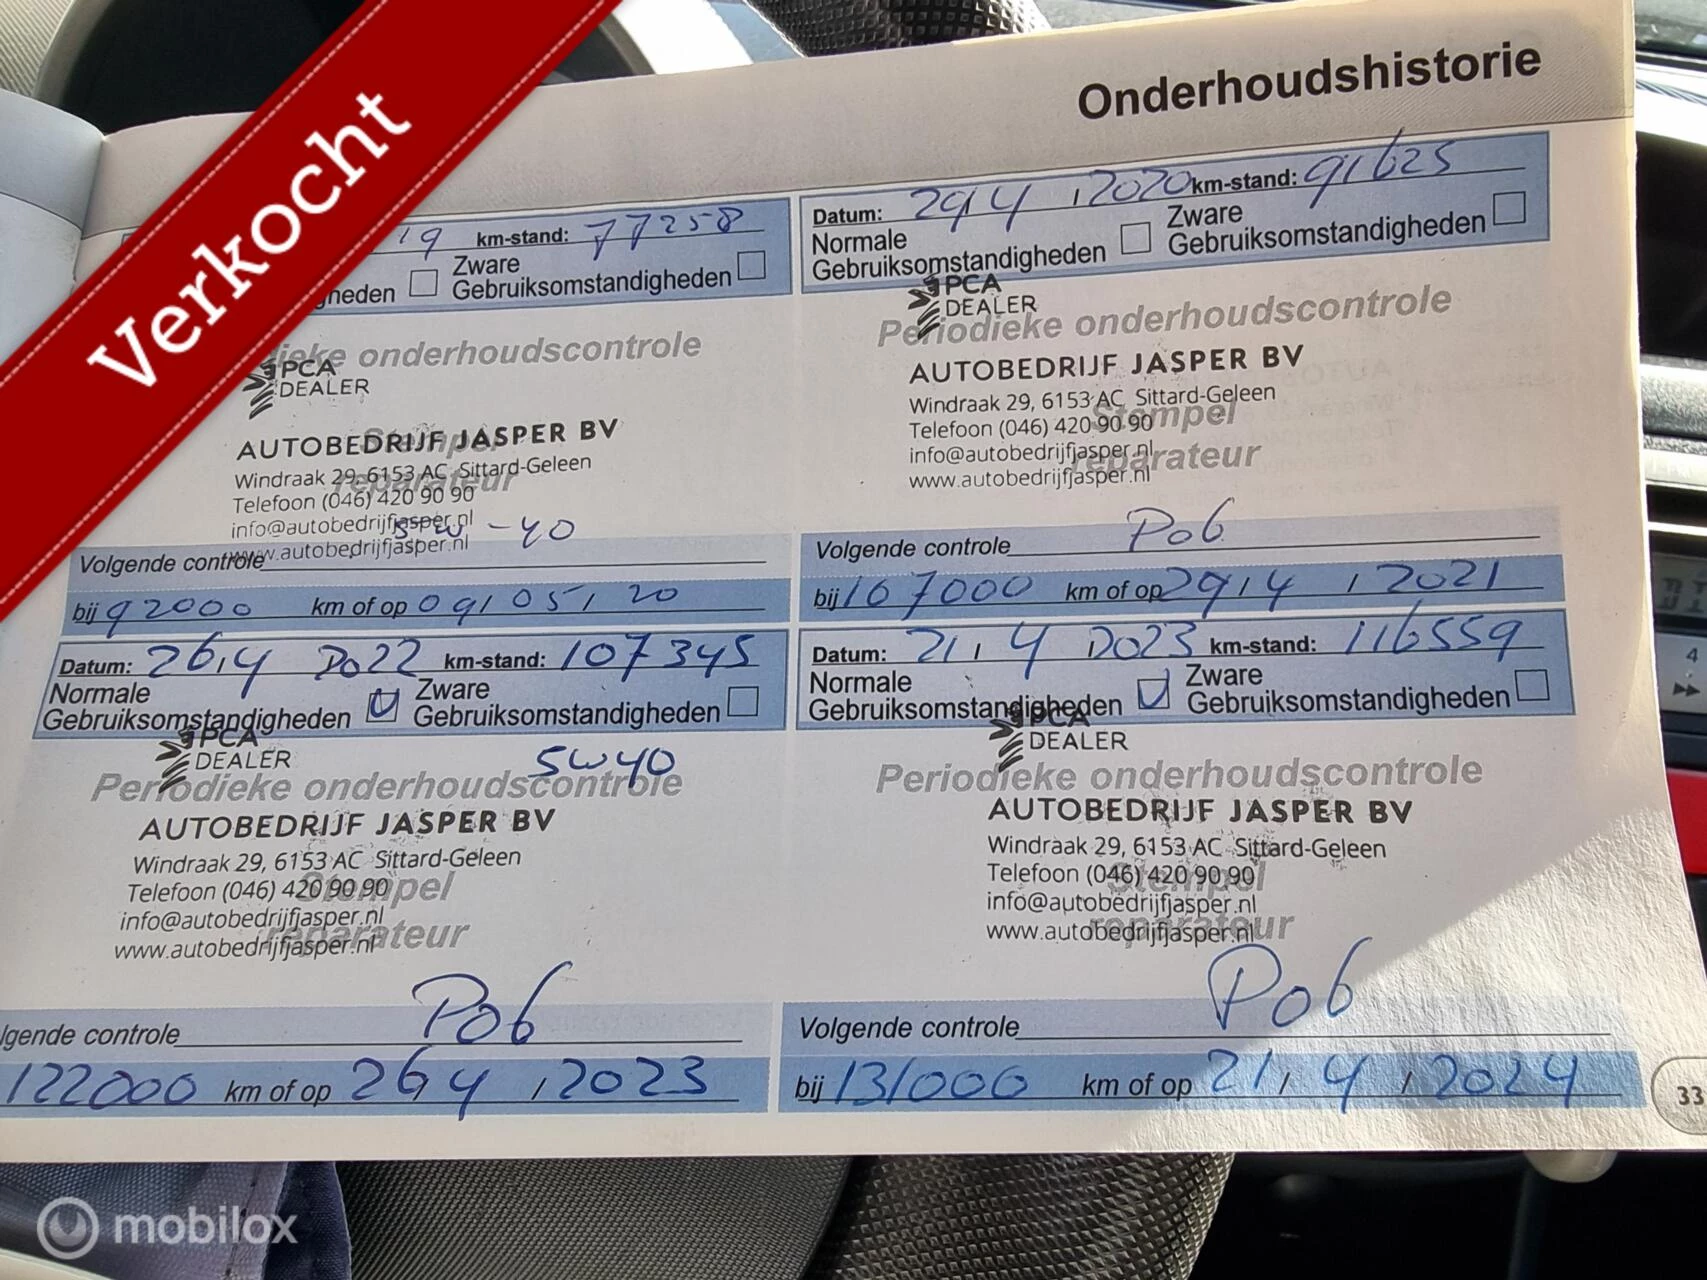 Verkocht
Onderhoudshistorie
19 km-stand: 77258
gheden Zware
Gebruiksomstandigheden
dieke onderhoudscontrole
PCA
DEALER
Stempel
AUTOBEDRIJF JASPER BV
Windraak 29, 6153 AC Sittard-Geleen
reparateur
Telefoon (046) 420 90 90
info@autobedrijfjasper.nl
5w-40
www.autobedrijfjasper.nl
Volgende controle
bij 92000 km of op 09/05/20
Datum: 29/4/2020 km-stand: 91625
Normale
Gebruiksomstandigheden
Zware
Gebruiksomstandigheden
PCA
DEALER
Periodieke onderhoudscontrole
AUTOBEDRIJF JASPER BV
Windraak 29, 6153 AC Sittard-Geleen
Stempel
Telefoon (046) 420 90 90
info@autobedrijfjasper.nl
reparateur
www.autobedrijfjasper.nl
Volgende controle
bij 107000 km of op 29/4/2021
Datum: 26/4 2022 km-stand: 107345
Normale
Gebruiksomstandigheden
Zware
Gebruiksomstandigheden
PCA
DEALER
5W40
Periodieke onderhoudscontrole
AUTOBEDRIJF JASPER BV
Windraak 29, 6153 AC Sittard-Geleen
Stempel
Telefoon (046) 420 90 90
info@autobedrijfjasper.nl
reparateur
www.autobedrijfjasper.nl
lgende controle
122000 km of op 26/4/2023
Datum: 21/4 2023 km-stand: 116559
Normale
Gebruiksomstandigheden
Zware
Gebruiksomstandigheden
PCA
DEALER
Periodieke onderhoudscontrole
AUTOBEDRIJF JASPER BV
Windraak 29, 6153 AC Sittard-Geleen
Stempel
Telefoon (046) 420 90 90
info@autobedrijfjasper.nl
reparateur
www.autobedrijfjasper.nl
Volgende controle
bij 131000 km of op 21/4/2024
33
4
mobilox